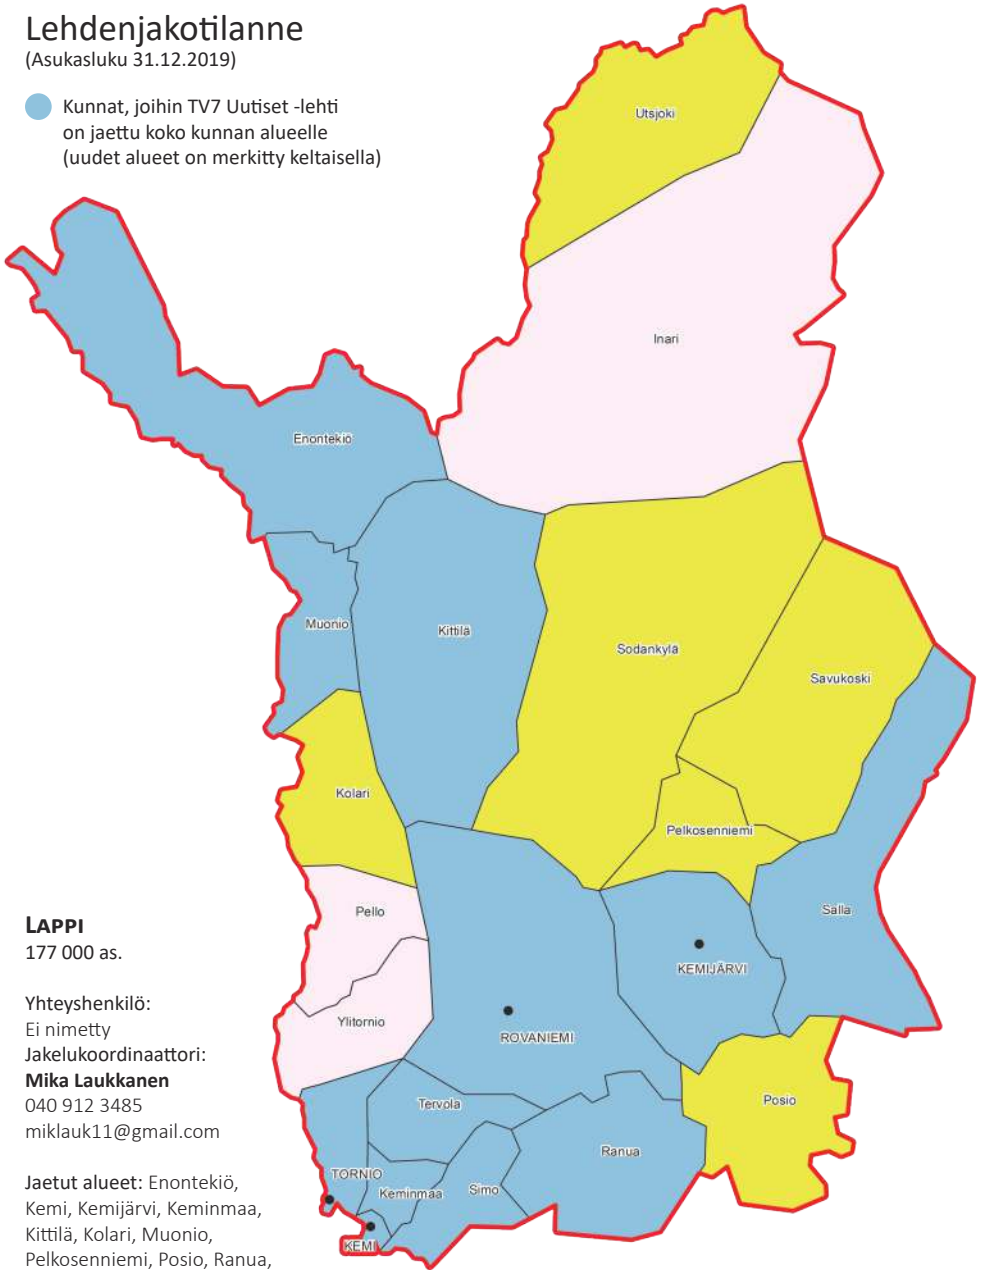 Lehdenjakotilanne
(Asukasluku 31.12.2019)
Kunnat, joihin TV7 Uutiset -lehti
on jaettu koko kunnan alueelle
(uudet alueet on merkitty keltaisella)
Utsjoki
Inari
Enontekiö
Muonio
Kittilä
Sodankylä
Savukoski
Kolari
Pelkosenniemi
Pello
Salla
KEMIJÄRVI
Ylitornio
ROVANIEMI
Posio
Tervola
Ranua
TORNIO
Keminmaa
Simo
KEMI
LAPPI
177 000 as.
Yhteyshenkilö:
Ei nimetty
Jakelukoordinaattori:
Mika Laukkanen
040 912 3485
miklauk11@gmail.com
Jaetut alueet: Enontekiö,
Kemi, Kemijärvi, Keminmaa,
Kittilä, Kolari, Muonio,
Pelkosenniemi, Posio, Ranua,